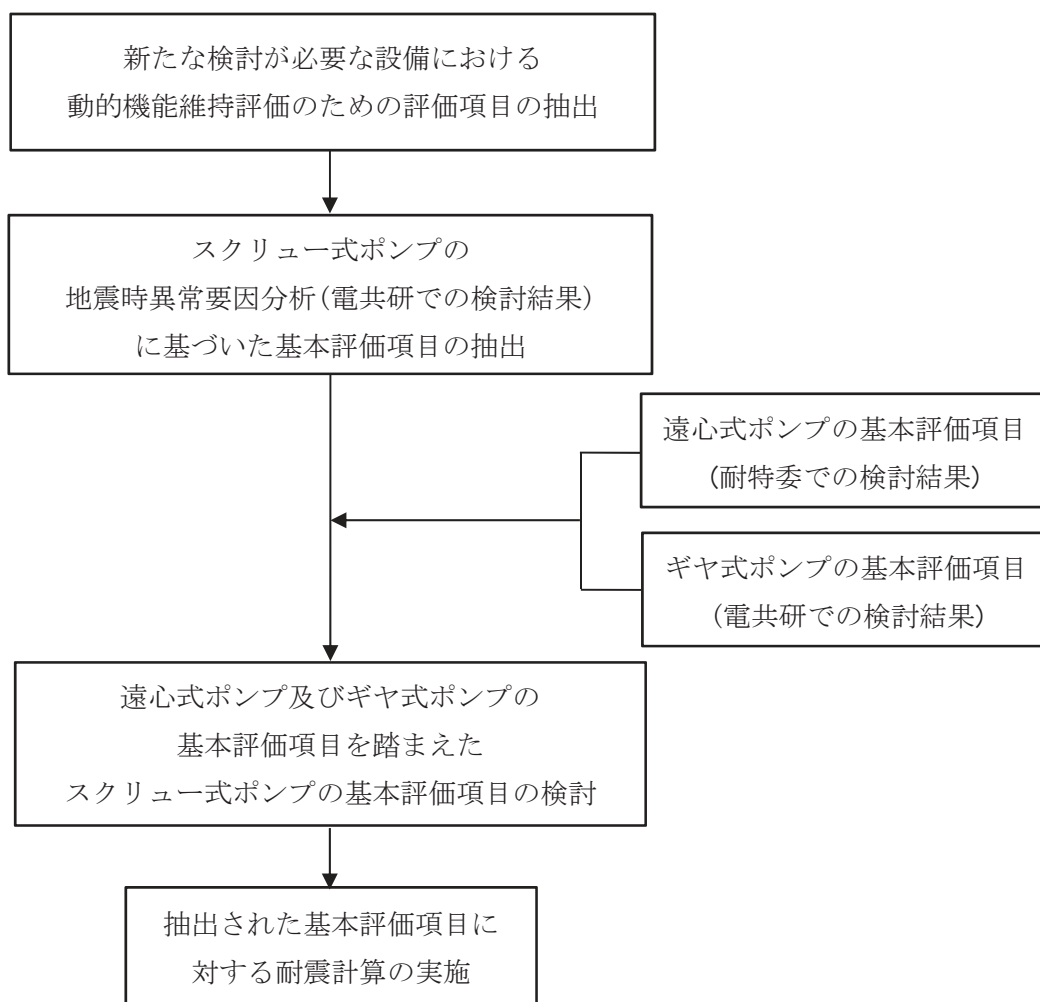 新たな検討が必要な設備における
動的機能維持評価のための評価項目の抽出
スクリュー式ポンプの
地震時異常要因分析(電共研での検討結果)
に基づいた基本評価項目の抽出
遠心式ポンプの基本評価項目
(耐特委での検討結果)
ギヤ式ポンプの基本評価項目
(電共研での検討結果)
遠心式ポンプ及びギヤ式ポンプの
基本評価項目を踏まえた
スクリュー式ポンプの基本評価項目の検討
抽出された基本評価項目に
対する耐震計算の実施